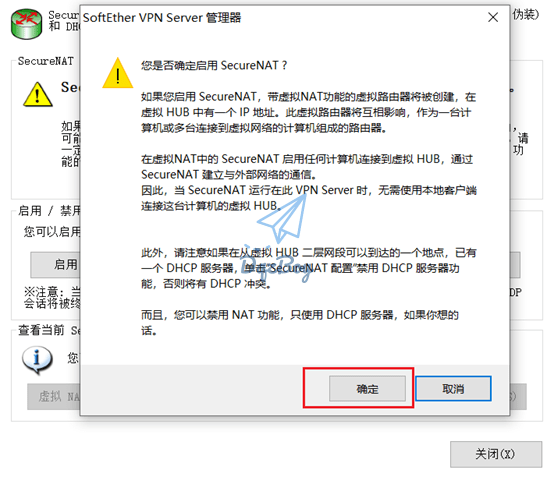 SoftEther VPN Server 管理器
Secure
伪装)
和 DHC
SecureNAT
您是否确定启用 SecureNAT ?
Se
如果您启用 SecureNAT，带虚拟NAT功能的虚拟路由器将被创建，在
虚拟 HUB 中有一个 IP 地址。此虚拟路由器将互相影响，作为一台计
算机或多台连接到虚拟网络的计算机组成的路由器。
如果
可能
请
一定
功
能的
在虚拟NAT中的 SecureNAT 启用任何计算机连接到虚拟 HUB，通过
SecureNAT 建立与外部网络的通信。
因此，当 SecureNAT 运行在此 VPN Server 时，无需使用本地客户端
连接这台计算机的虚拟 HUB。
启用 / 禁用
您可以启用
启用
此外，请注意如果在从虚拟 HUB 二层网段可以到达的一个地点，已有
一个 DHCP 服务器，单击"SecureNAT 配置"禁用 DHCP 服务器功
能，否则将有 DHCP 冲突。
※注意: 当
DP
会话将被终
而且，您可以禁用 NAT 功能，只使用 DHCP 服务器，如果你想的
话。
查看当前 Se
您
虚拟 NA
S)
确定
取消
关闭(X)